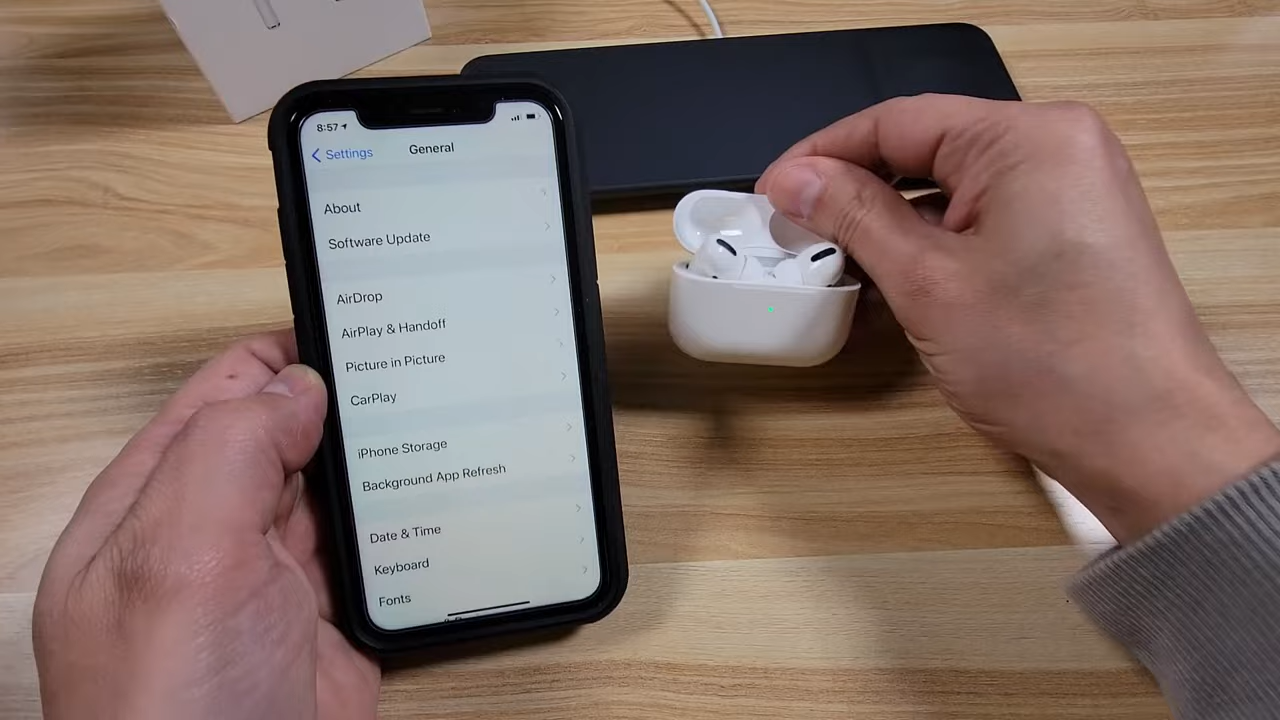 8:57
Settings
General
About
Software Update
AirDrop
AirPlay & Handoff
Picture in Picture
CarPlay
iPhone Storage
Background App Refresh
Date & Time
Keyboard
Fonts